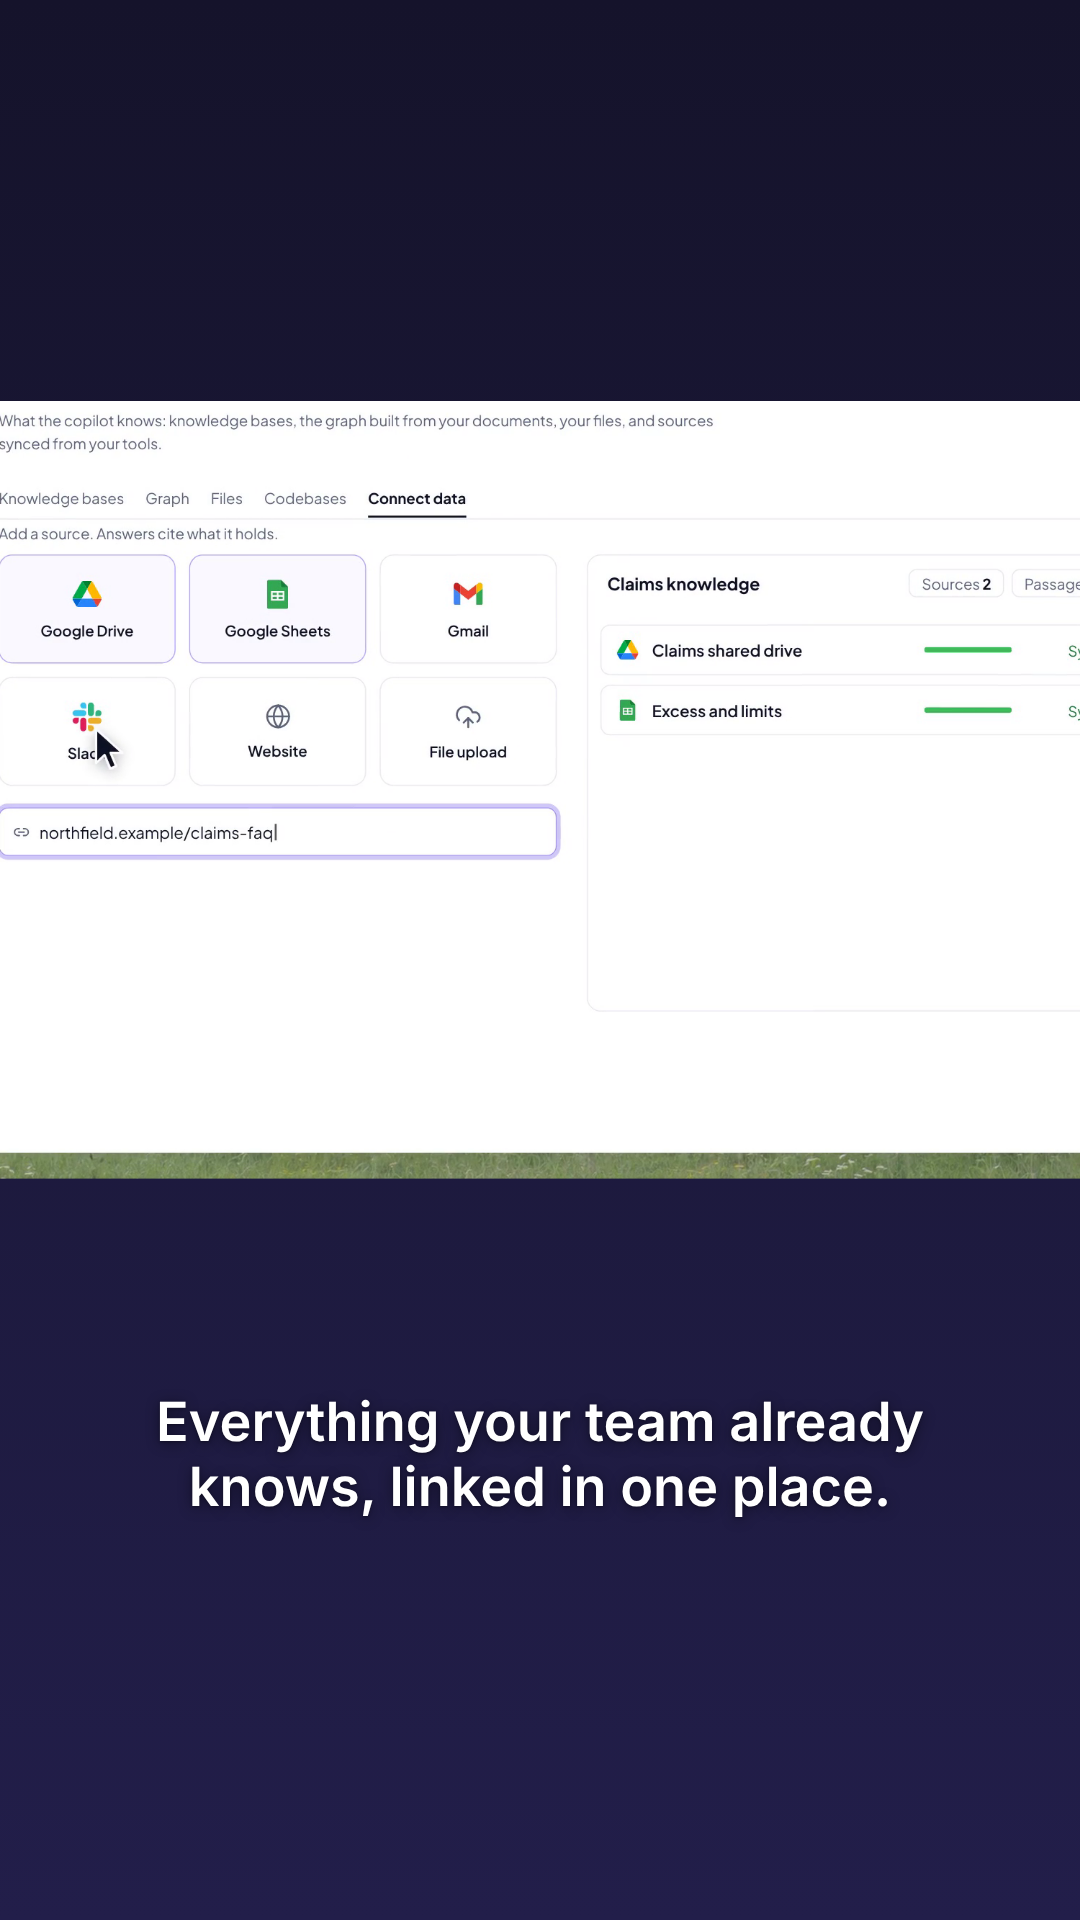 What the copilot knows: knowledge bases, the graph built from your documents, your files, and sources
synced from your tools.
Knowledge bases Graph Files Codebases Connect data
Add a source. Answers cite what it holds.
Google Drive Google Sheets Gmail
Website File upload
northfield.example/claims-faq
Claims knowledge Sources 2
Claims shared drive
Excess and limits
Everything your team already
knows, linked in one place.